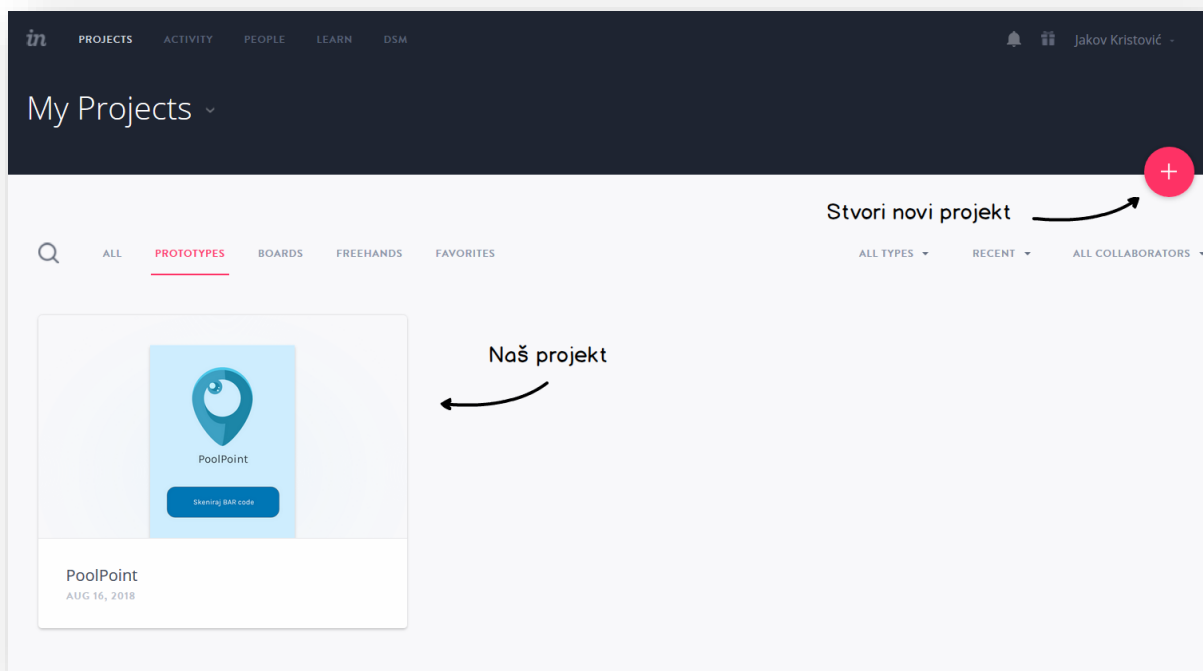 in PROJECTS ACTIVITY PEOPLE LEARN DSM Jakov Kristović
My Projects
+
Stvori novi projekt
ALL PROTOTYPES BOARDS FREEHANDS FAVORITES ALL TYPES RECENT ALL COLLABORATORS
Naš projekt
PoolPoint
Skeniraj BAR code
PoolPoint
AUG 16, 2018